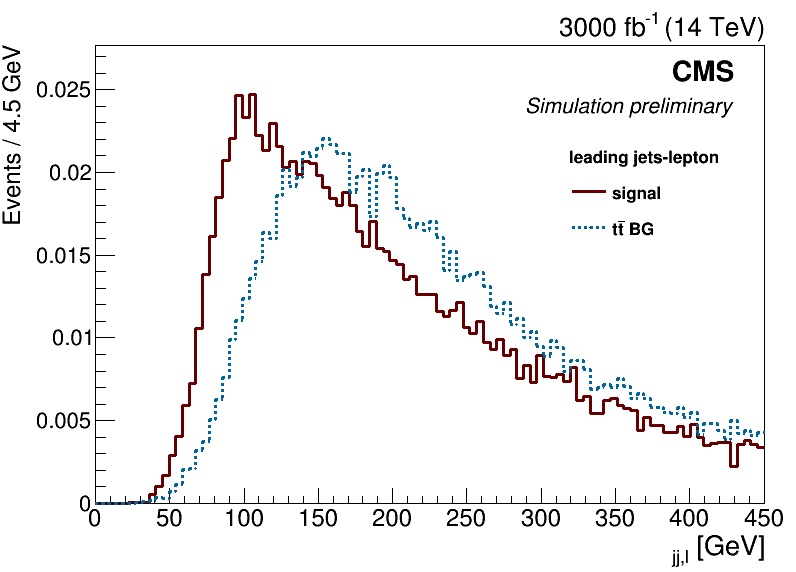 3000 fb-1 (14 TeV)
Events / 4.5 GeV
CMS
Simulation preliminary
leading jets-lepton
signal
tt̄ BG
0.025
0.02
0.015
0.01
0.005
0
0 50 100 150 200 250 300 350 400 450
jj,l [GeV]